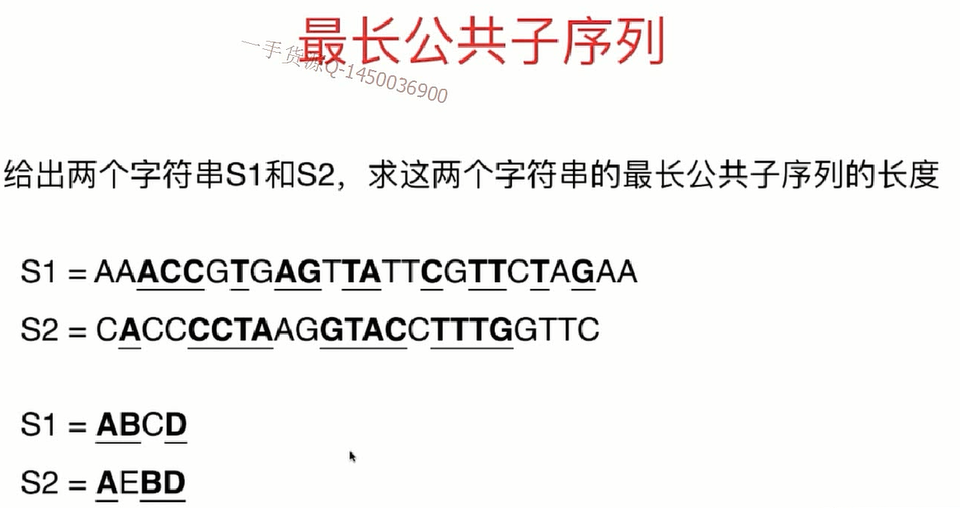 最长公共子序列
一手货源Q-1450036900
给出两个字符串S1和S2，求这两个字符串的最长公共子序列的长度
S1 = AAACCGTGAGTTATTCGTTCTAGAA
S2 = CACCCCTAAGGTACCTTTGGTTC
S1 = ABCD
S2 = AEBD